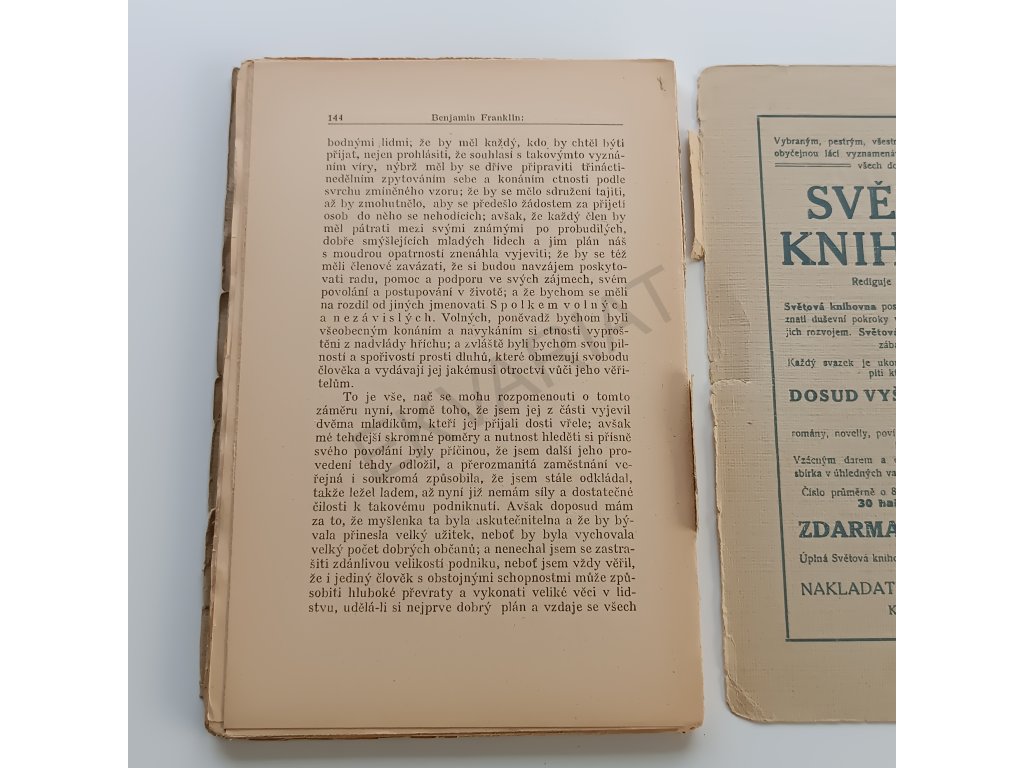 144 Benjamin Franklin:
bodnými lidmi; že by měl každý, kdo by chtěl býti
přijat, nejen prohlásiti, že souhlasí s takovýmto vyzná-
ním víry, nýbrž měl by se dříve připraviti třinácti-
nedělním zpytováním sebe a konáním ctnosti podle
svrchu zmíněného vzoru; že by se mělo sdružení tajiti,
až by zmohutnělo, aby se předešlo žádostem za přijetí
osob do něho se nehodících; avšak, že každý člen by
měl pátrati mezi svými známými po probudilých,
dobře smýšlejících mladých lidech a jim plán náš
s moudrou opatrností znenáhla vyjeviti; že by se též
měli členové zavázati, že si budou navzájem poskyto-
vati radu, pomoc a podporu ve svých zájmech, svém
povolání a postupování v životě; a že bychom se měli
na rozdíl od jiných jmenovati Spolkem volných
a nezávislých. Volných, poněvadž bychom byli
všeobecným konáním a navykáním si ctnosti vyproš-
těni z nadvlády hříchu; a zvláště byli bychom svou pil-
ností a spořivostí prosti dluhů, které obmezují svobodu
člověka a vydávají jej jakémusi otroctví vůči jeho věři-
telům.
To je vše, nač se mohu rozpomenouti o tomto
záměru nyní, kromě toho, že jsem jej z části vyjevil
dvěma mladíkům, kteří jej přijali dosti vřele; avšak
mé tehdejší skromné poměry a nutnost hleděti si přísně
svého povolání byly příčinou, že jsem další jeho pro-
vedení tehdy odložil, a přerozmanitá zaměstnání ve-
řejná i soukromá způsobila, že jsem stále odkládal,
takže ležel ladem, až nyní již nemám síly a dostatečné
čilosti k takovému podniknutí. Avšak doposud mám
za to, že myšlenka ta byla uskutečnitelna a že by bý-
vala přinesla velký užitek, neboť by byla vychovala
velký počet dobrých občanů; a nenechal jsem se zastra-
šiti zdánlivou velikostí podniku, neboť jsem vždy věřil,
že i jediný člověk s obstojnými schopnostmi může způ-
sobiti hluboké převraty a vykonati veliké věci v lid-
stvu, udělá-li si nejprve dobrý plán a vzdaje se všech
Vybraným, pestrým, všest
obyčejnou láci vyznamená
všech do
SVĚ
KNIH
Rediguje
Světová knihovna pos
znati duševní pokroky v
jich rozvojem. Světov
zába
Každý svazek je ukon
píti k
DOSUD VYŠ
romány, novelly, poví
Vzácným darem a
sbírka v úhledných va
Číslo průměrně o 8
30 hal
ZDARMA
Úplná Světová kniho
NAKLADAT
K